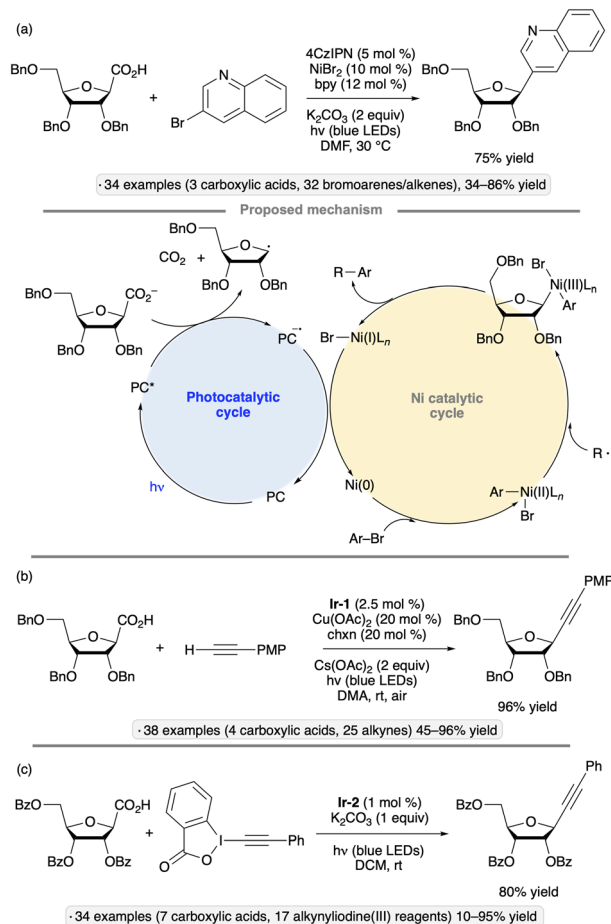 (a)
BnO
O
CO₂H
BnO
OBn
+
N
Br
4CzIPN (5 mol %)
NiBr₂ (10 mol %)
bpy (12 mol %)
K₂CO₃ (2 equiv)
hν (blue LEDs)
DMF, 30 °C
N
BnO
O
BnO
OBn
75% yield
· 34 examples (3 carboxylic acids, 32 bromoarenes/alkenes), 34–86% yield
Proposed mechanism
CO₂ +
BnO
O
·
BnO
OBn
BnO
O
CO₂⁻
BnO
OBn
PC⁻·
PC*
Photocatalytic
cycle
hν
PC
R–Ar
Br–Ni(I)Lₙ
Ni(0)
Ar–Br
Ni catalytic
cycle
OBn
Br
Ni(III)Lₙ
O
Ar
BnO
OBn
R ·
Ar–Ni(II)Lₙ
Br
(b)
BnO
O
CO₂H
BnO
OBn
+
H
PMP
Ir-1 (2.5 mol %)
Cu(OAc)₂ (20 mol %)
chxn (20 mol %)
Cs(OAc)₂ (2 equiv)
hν (blue LEDs)
DMA, rt, air
PMP
BnO
O
BnO
OBn
96% yield
· 38 examples (4 carboxylic acids, 25 alkynes) 45–96% yield
(c)
BzO
O
CO₂H
BzO
OBz
+
I
Ph
O
O
Ir-2 (1 mol %)
K₂CO₃ (1 equiv)
hν (blue LEDs)
DCM, rt
Ph
BzO
O
BzO
OBz
80% yield
· 34 examples (7 carboxylic acids, 17 alkynyliodine(III) reagents) 10–95% yield